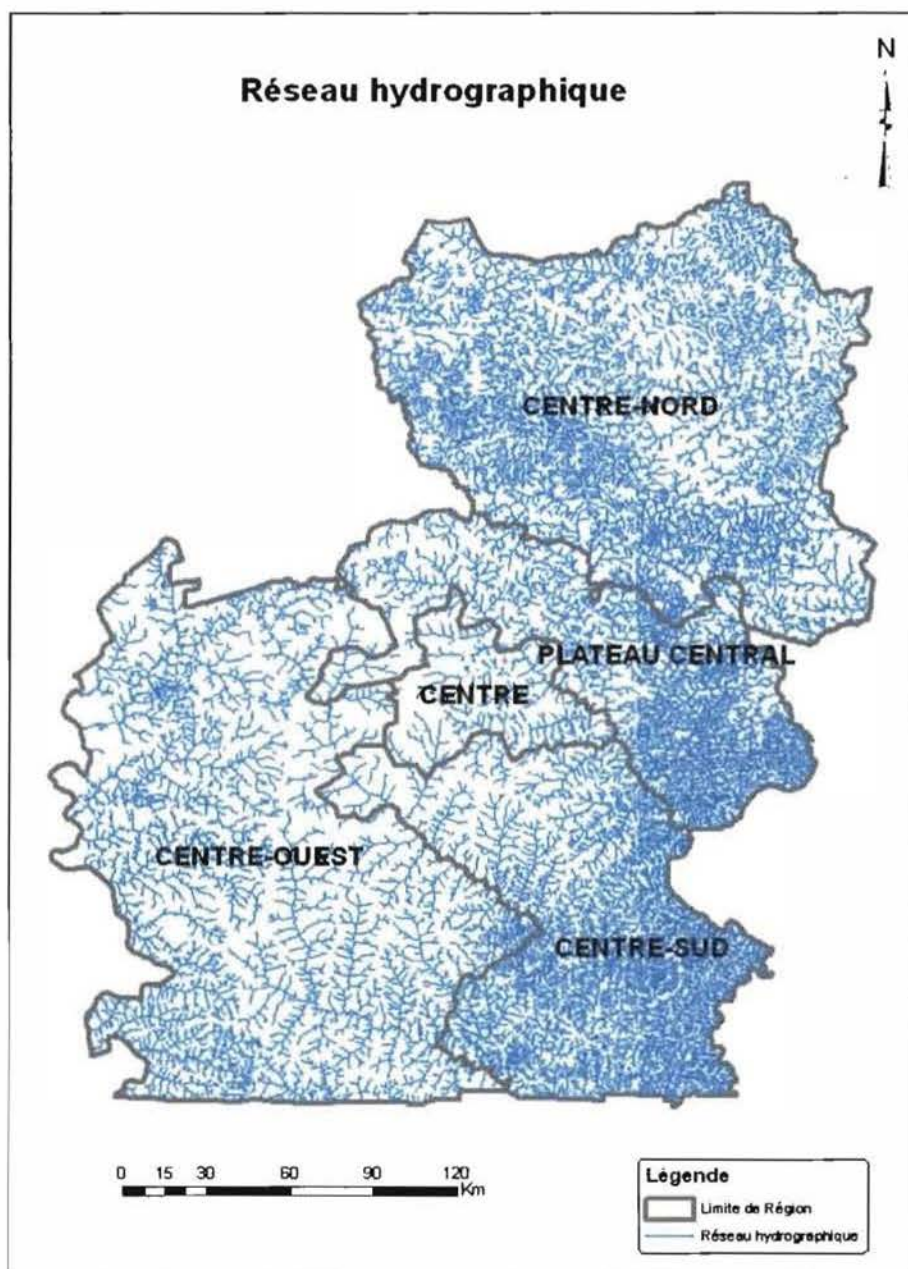 Réseau hydrographique
N
CENTRE-NORD
PLATEAU CENTRAL
CENTRE
CENTRE-OUEST
CENTRE-SUD
0 15 30 60 90 120
Km
Légende
Limite de Région
Réseau hydrographique